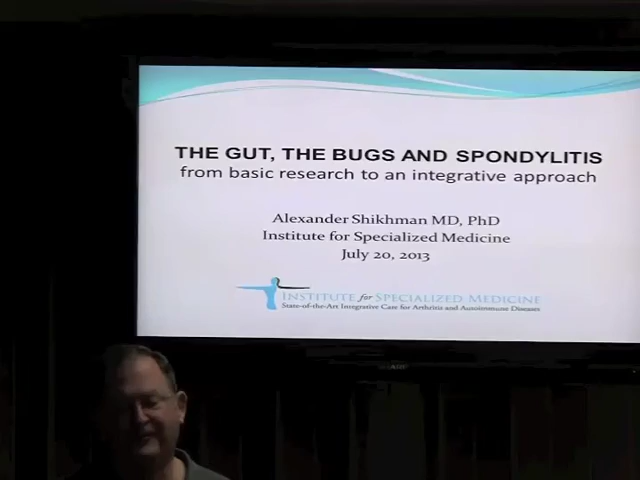 THE GUT, THE BUGS AND SPONDYLITIS
from basic research to an integrative approach
Alexander Shikhman MD, PhD
Institute for Specialized Medicine
July 20, 2013
INSTITUTE for SPECIALIZED MEDICINE
State-of-the-Art Integrative Care for Arthritis and Autoimmune Diseases